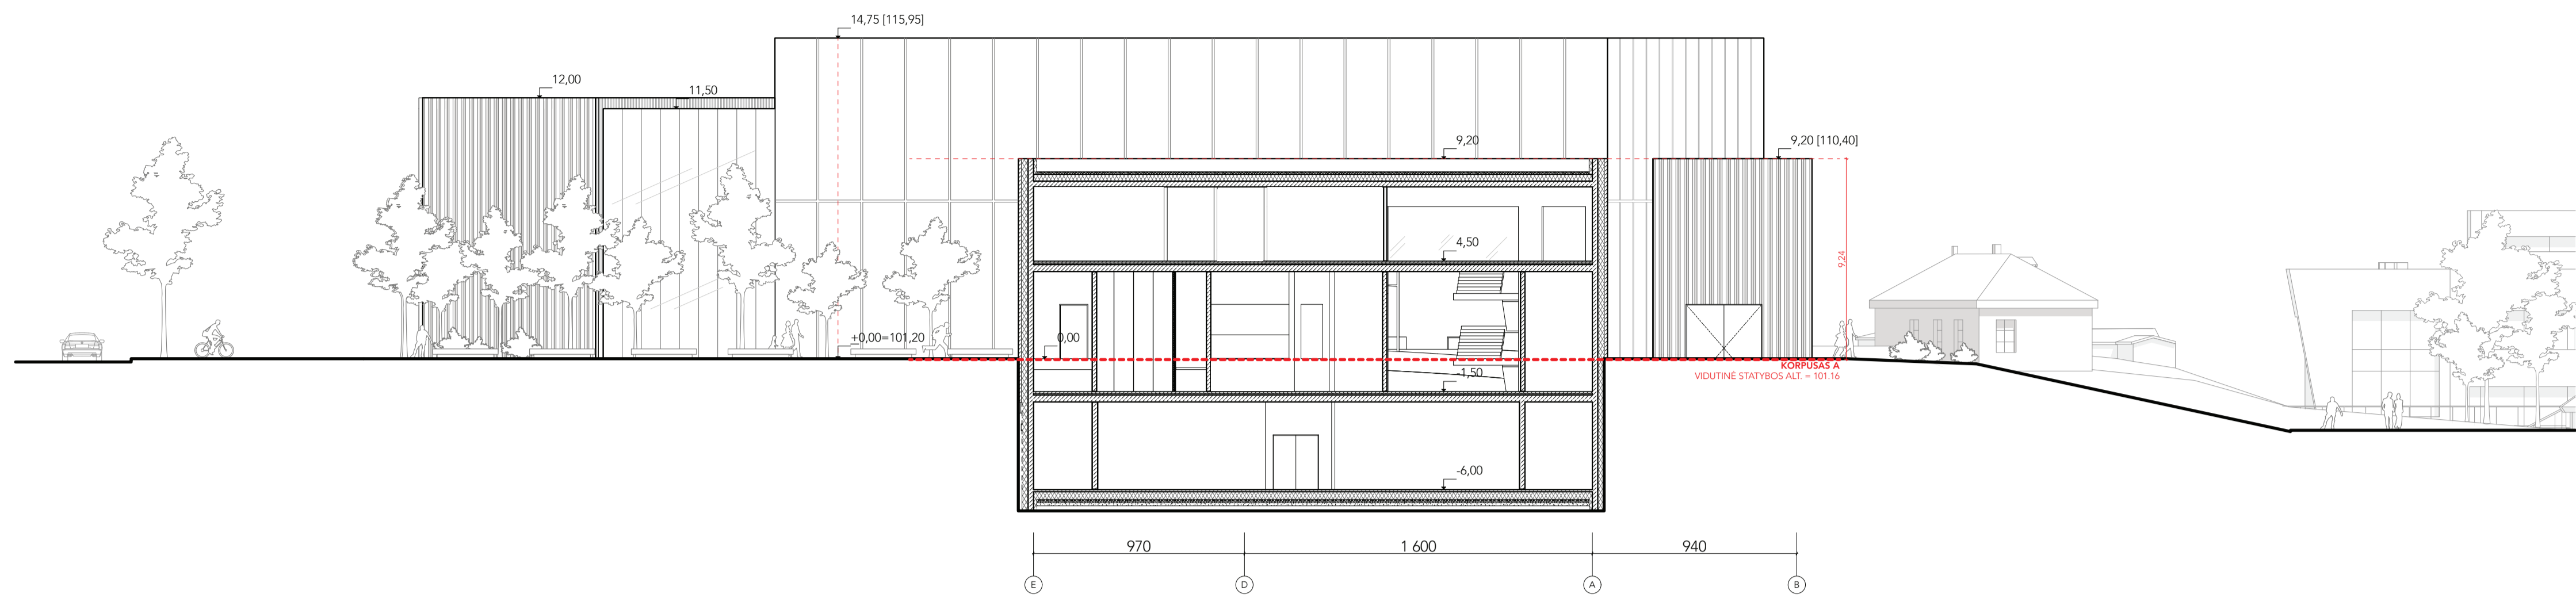 14,75 [115,95]
12,00
11,50
9,20
9,20 [110,40]
4,50
9,24
+0,00=101,20
0,00
KORPUSAS A
VIDUTINĖ STATYBOS ALT. = 101.16
-1,50
-6,00
970
1 600
940
E
D
A
B